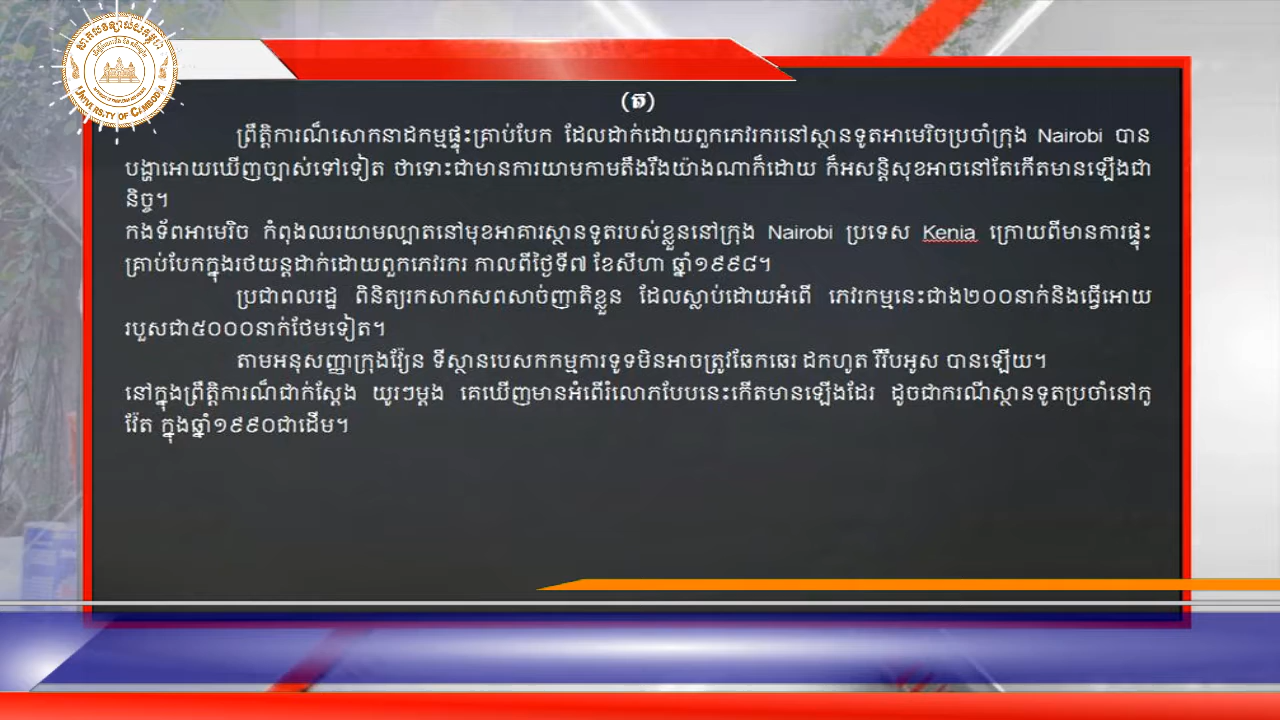 សាកលវិទ្យាល័យកម្ពុជា
UNIVERSITY OF CAMBODIA
(ត)
ព្រឹត្តិការណ៏សោកនាដកម្មផ្ទុះគ្រាប់បែក ដែលដាក់ដោយពួកភេវរករនៅស្ថានទូតអាមេរិចប្រចាំក្រុង Nairobi បាន
បង្ហាអោយឃើញច្បាស់ទៅទៀត ថាទោះជាមានការយាមកាមតឹងរឹងយ៉ាងណាក៏ដោយ ក៏អសន្តិសុខអាចនៅតែកើតមានឡើងជា
និច្ច។
កងទ័ពអាមេរិច កំពុងឈរយាមល្បាតនៅមុខអាគារស្ថានទូតរបស់ខ្លួននៅក្រុង Nairobi ប្រទេស Kenia ក្រោយពីមានការផ្ទុះ
គ្រាប់បែកក្នុងរថយន្តដាក់ដោយពួកភេវរករ កាលពីថ្ងៃទី៧ ខែសីហា ឆ្នាំ១៩៩៨។
ប្រជាពលរដ្ឋ ពិនិត្យរកសាកសពសាច់ញាតិខ្លួន ដែលស្លាប់ដោយអំពើ ភេវរកម្មនេះជាង២០០នាក់និងធ្វើអោយ
របួសជា៥០០០នាក់ថែមទៀត។
តាមអនុសញ្ញាក្រុងវ្យែន ទីស្ថានបេសកកម្មការទូទមិនអាចត្រូវឆែកឆេរ ដកហូត រឺរឹបអូស បានឡើយ។
នៅក្នុងព្រឹត្តិការណ៏ជាក់ស្តែង យូរៗម្តង គេឃើញមានអំពើរំលោភបែបនេះកើតមានឡើងដែរ ដូចជាករណីស្ថានទូតប្រចាំនៅកូ
វ៉ែត ក្នុងឆ្នាំ១៩៩០ជាដើម។